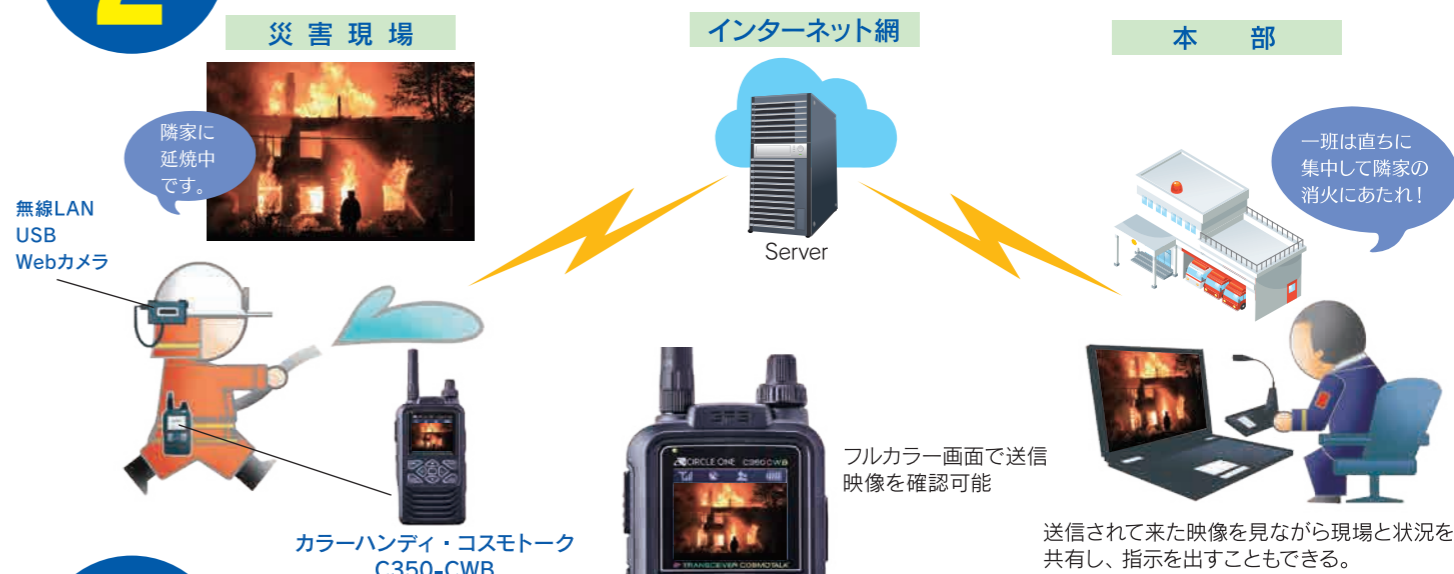 2
災害現場
インターネット網
本部
隣家に
延焼中
です。
一班は直ちに
集中して隣家の
消火にあたれ！
無線LAN
USB
Webカメラ
Server
フルカラー画面で送信
映像を確認可能
CIRCLE ONE C350CWB
TRANSCEIVER COSMOTALK
カラーハンディ・コスモトーク
C350-CWB
送信されて来た映像を見ながら現場と状況を
共有し、指示を出すこともできる。